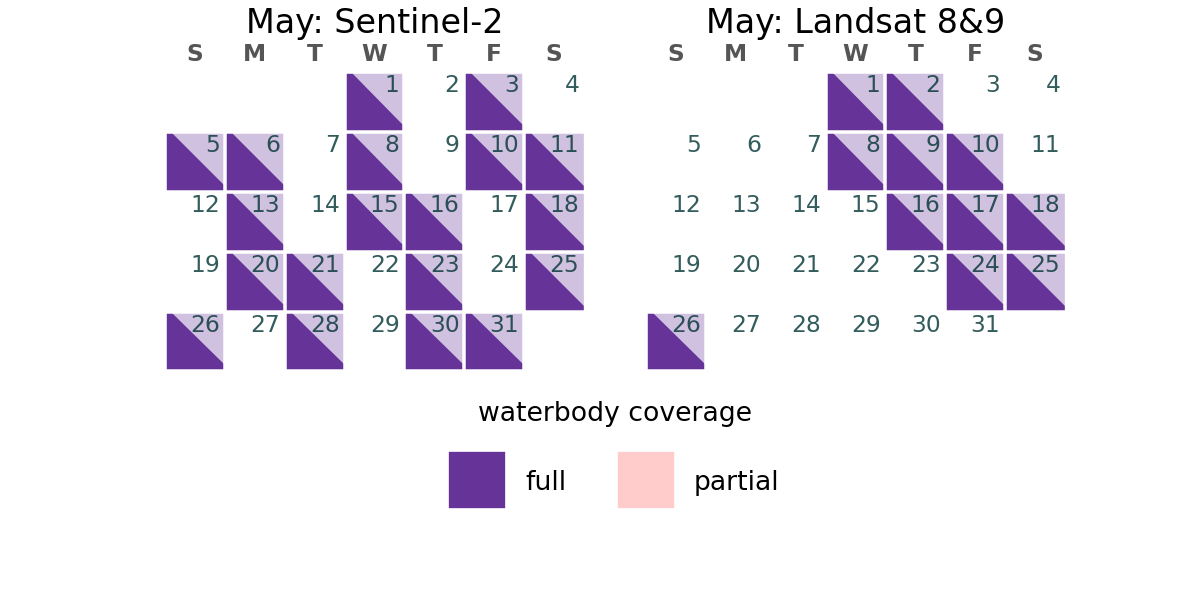 May: Sentinel-2
S M T W T F S
1 2 3 4
5 6 7 8 9 10 11
12 13 14 15 16 17 18
19 20 21 22 23 24 25
26 27 28 29 30 31
May: Landsat 8&9
S M T W T F S
1 2 3 4
5 6 7 8 9 10 11
12 13 14 15 16 17 18
19 20 21 22 23 24 25
26 27 28 29 30 31
waterbody coverage
full partial